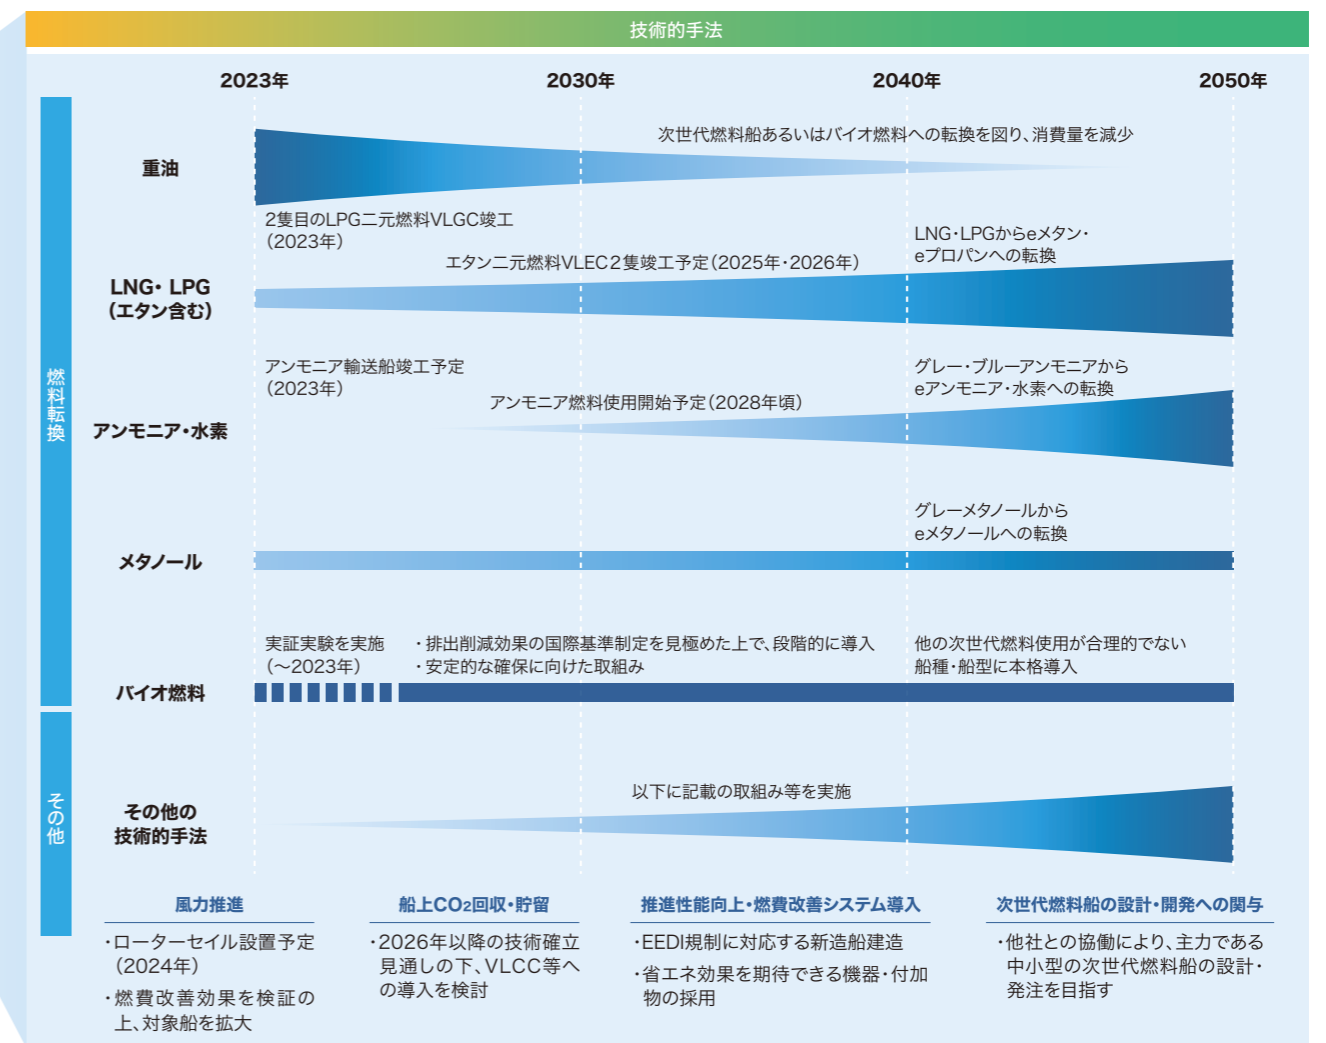 技術的手法
2023年
2030年
2040年
2050年
燃料転換
重油
次世代燃料船あるいはバイオ燃料への転換を図り、消費量を減少
LNG・LPG
（エタン含む）
2隻目のLPG二元燃料VLGC竣工
（2023年）
エタン二元燃料VLEC2隻竣工予定（2025年・2026年）
LNG・LPGからeメタン・
eプロパンへの転換
アンモニア・水素
アンモニア輸送船竣工予定
（2023年）
アンモニア燃料使用開始予定（2028年頃）
グレー・ブルーアンモニアから
eアンモニア・水素への転換
メタノール
グレーメタノールから
eメタノールへの転換
バイオ燃料
実証実験を実施
（～2023年）
・排出削減効果の国際基準制定を見極めた上で、段階的に導入
・安定的な確保に向けた取組み
他の次世代燃料使用が合理的でない
船種・船型に本格導入
その他
その他の
技術的手法
以下に記載の取組み等を実施
風力推進
・ローターセイル設置予定
（2024年）
・燃費改善効果を検証の
上、対象船を拡大
船上CO2回収・貯留
・2026年以降の技術確立
見通しの下、VLCC等へ
の導入を検討
推進性能向上・燃費改善システム導入
・EEDI規制に対応する新造船建造
・省エネ効果を期待できる機器・付加
物の採用
次世代燃料船の設計・開発への関与
・他社との協働により、主力である
中小型の次世代燃料船の設計・
発注を目指す